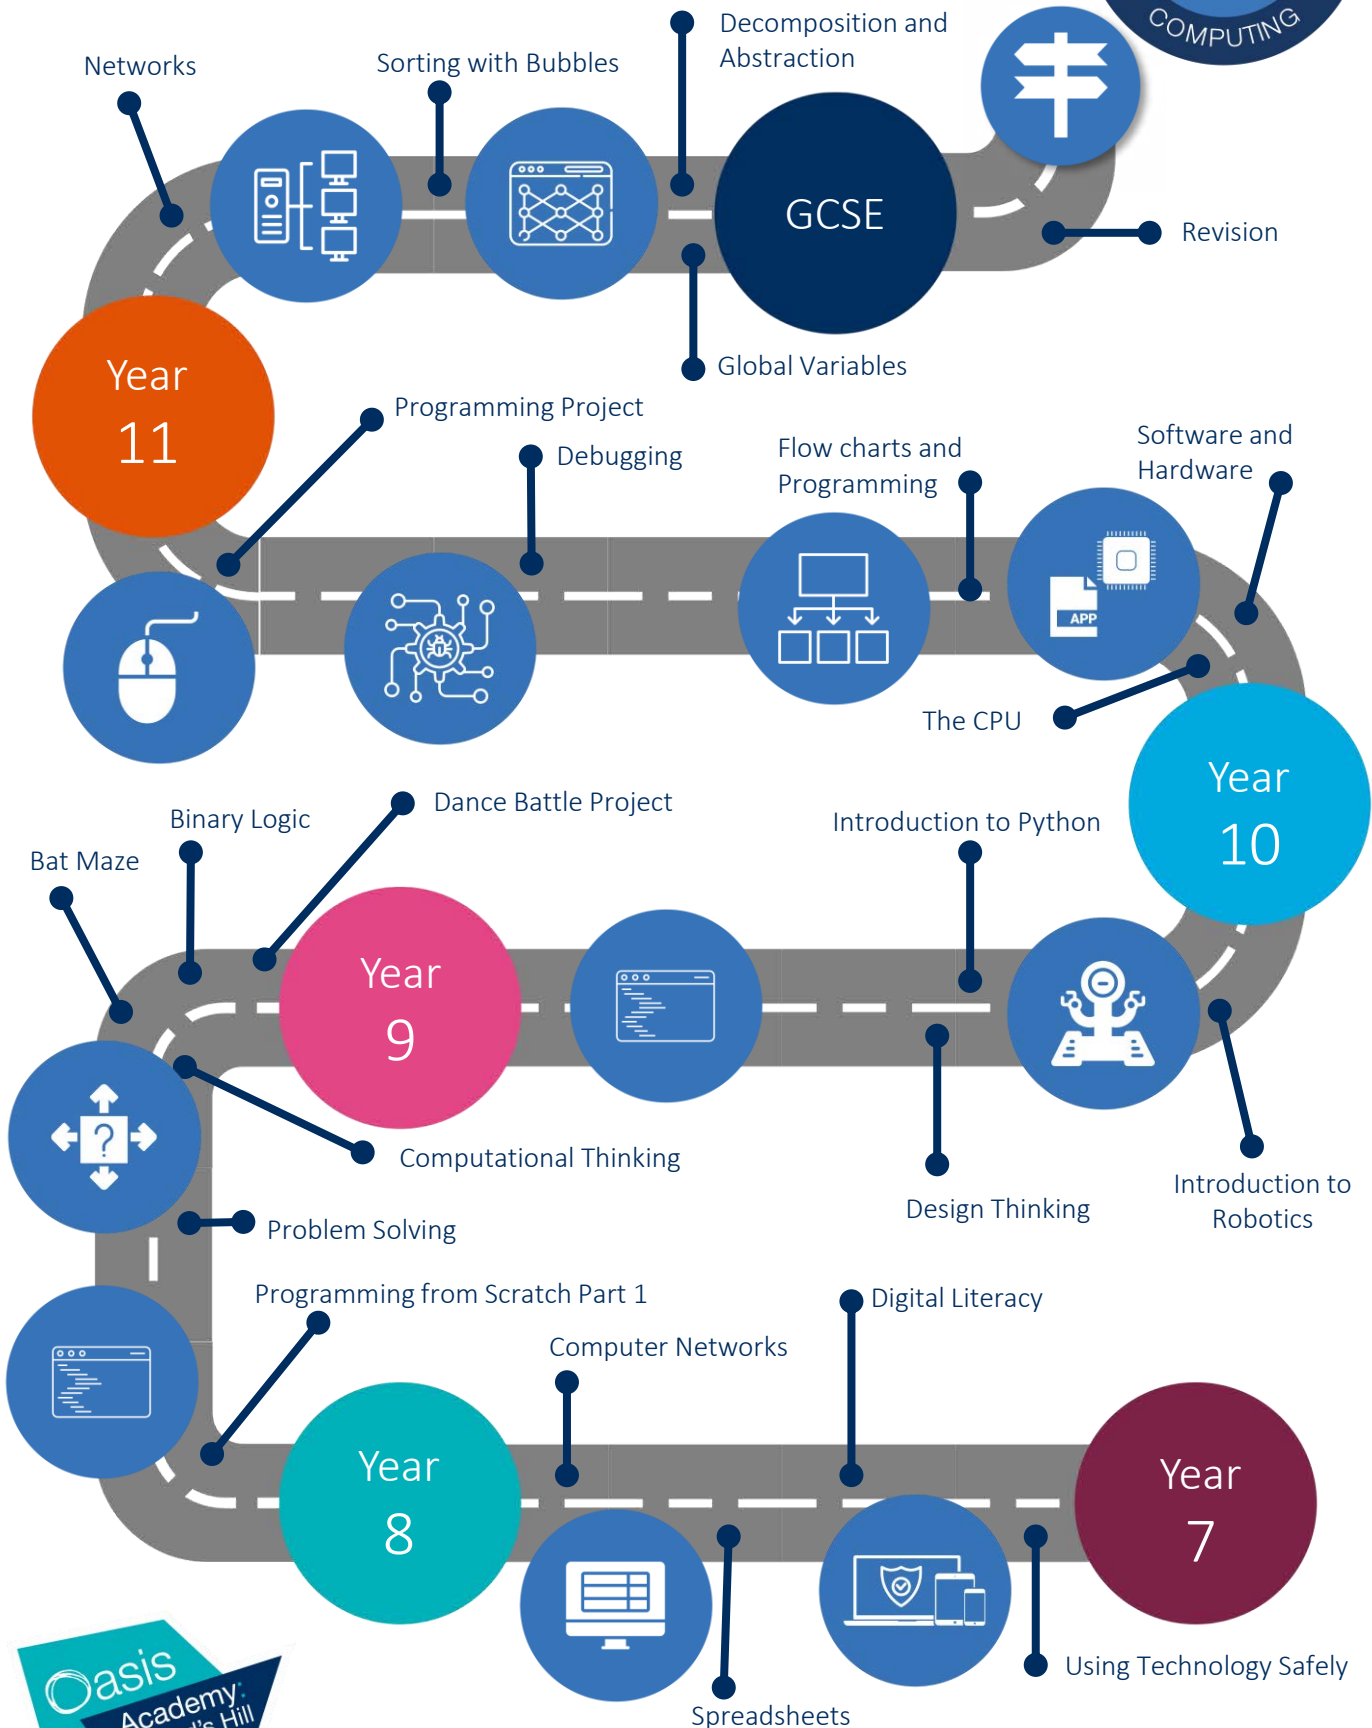 COMPUTING
Decomposition and
Abstraction
Networks
Sorting with Bubbles
GCSE
Revision
Global Variables
Year
11
Programming Project
Debugging
Flow charts and
Programming
Software and
Hardware
APP
The CPU
Year
10
Dance Battle Project
Binary Logic
Introduction to Python
Bat Maze
Year
9
?
Computational Thinking
Design Thinking
Introduction to
Robotics
Problem Solving
Programming from Scratch Part 1
Digital Literacy
Computer Networks
Year
8
Year
7
Using Technology Safely
Spreadsheets
Oasis
Academy:
Hill